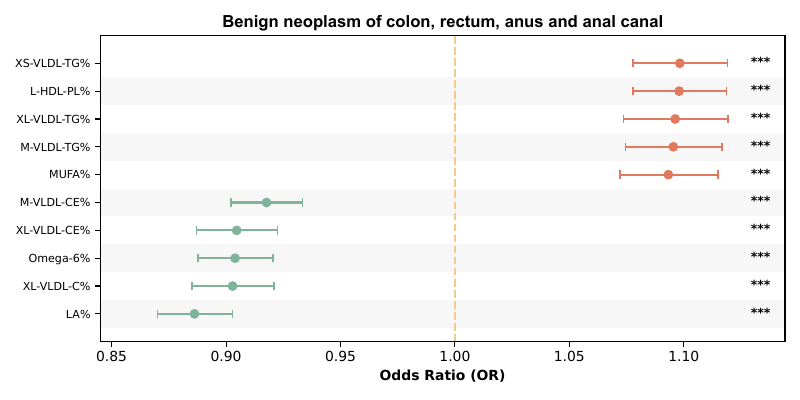 Benign neoplasm of colon, rectum, anus and anal canal
XS-VLDL-TG% ***
L-HDL-PL% ***
XL-VLDL-TG% ***
M-VLDL-TG% ***
MUFA% ***
M-VLDL-CE% ***
XL-VLDL-CE% ***
Omega-6% ***
XL-VLDL-C% ***
LA% ***
0.85 0.90 0.95 1.00 1.05 1.10
Odds Ratio (OR)